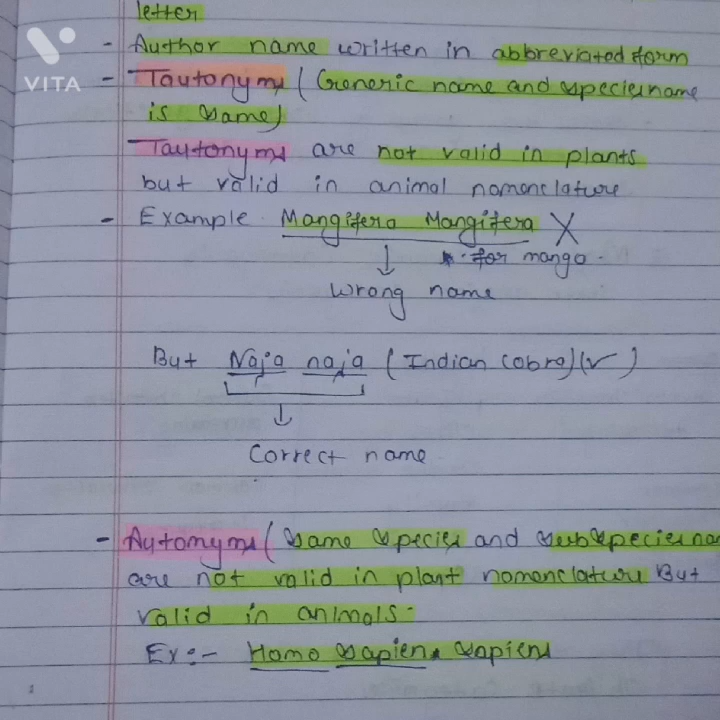 letter
- Author name written in abbreviated form
VITA
- Tautonyms ( Generic name and species name
is same)
Tautonyms are not valid in plants
but valid in animal nomenclature
- Example Mangifera Mangifera X
for mango.
↓
Wrong name
But Naja naja ( Indian cobra)(✓)
↓
Correct name
- Autonyms ( same species and subspecies na
are not valid in plant nomenclature But
valid in animals.
Ex:- Homo sapiens sapiens